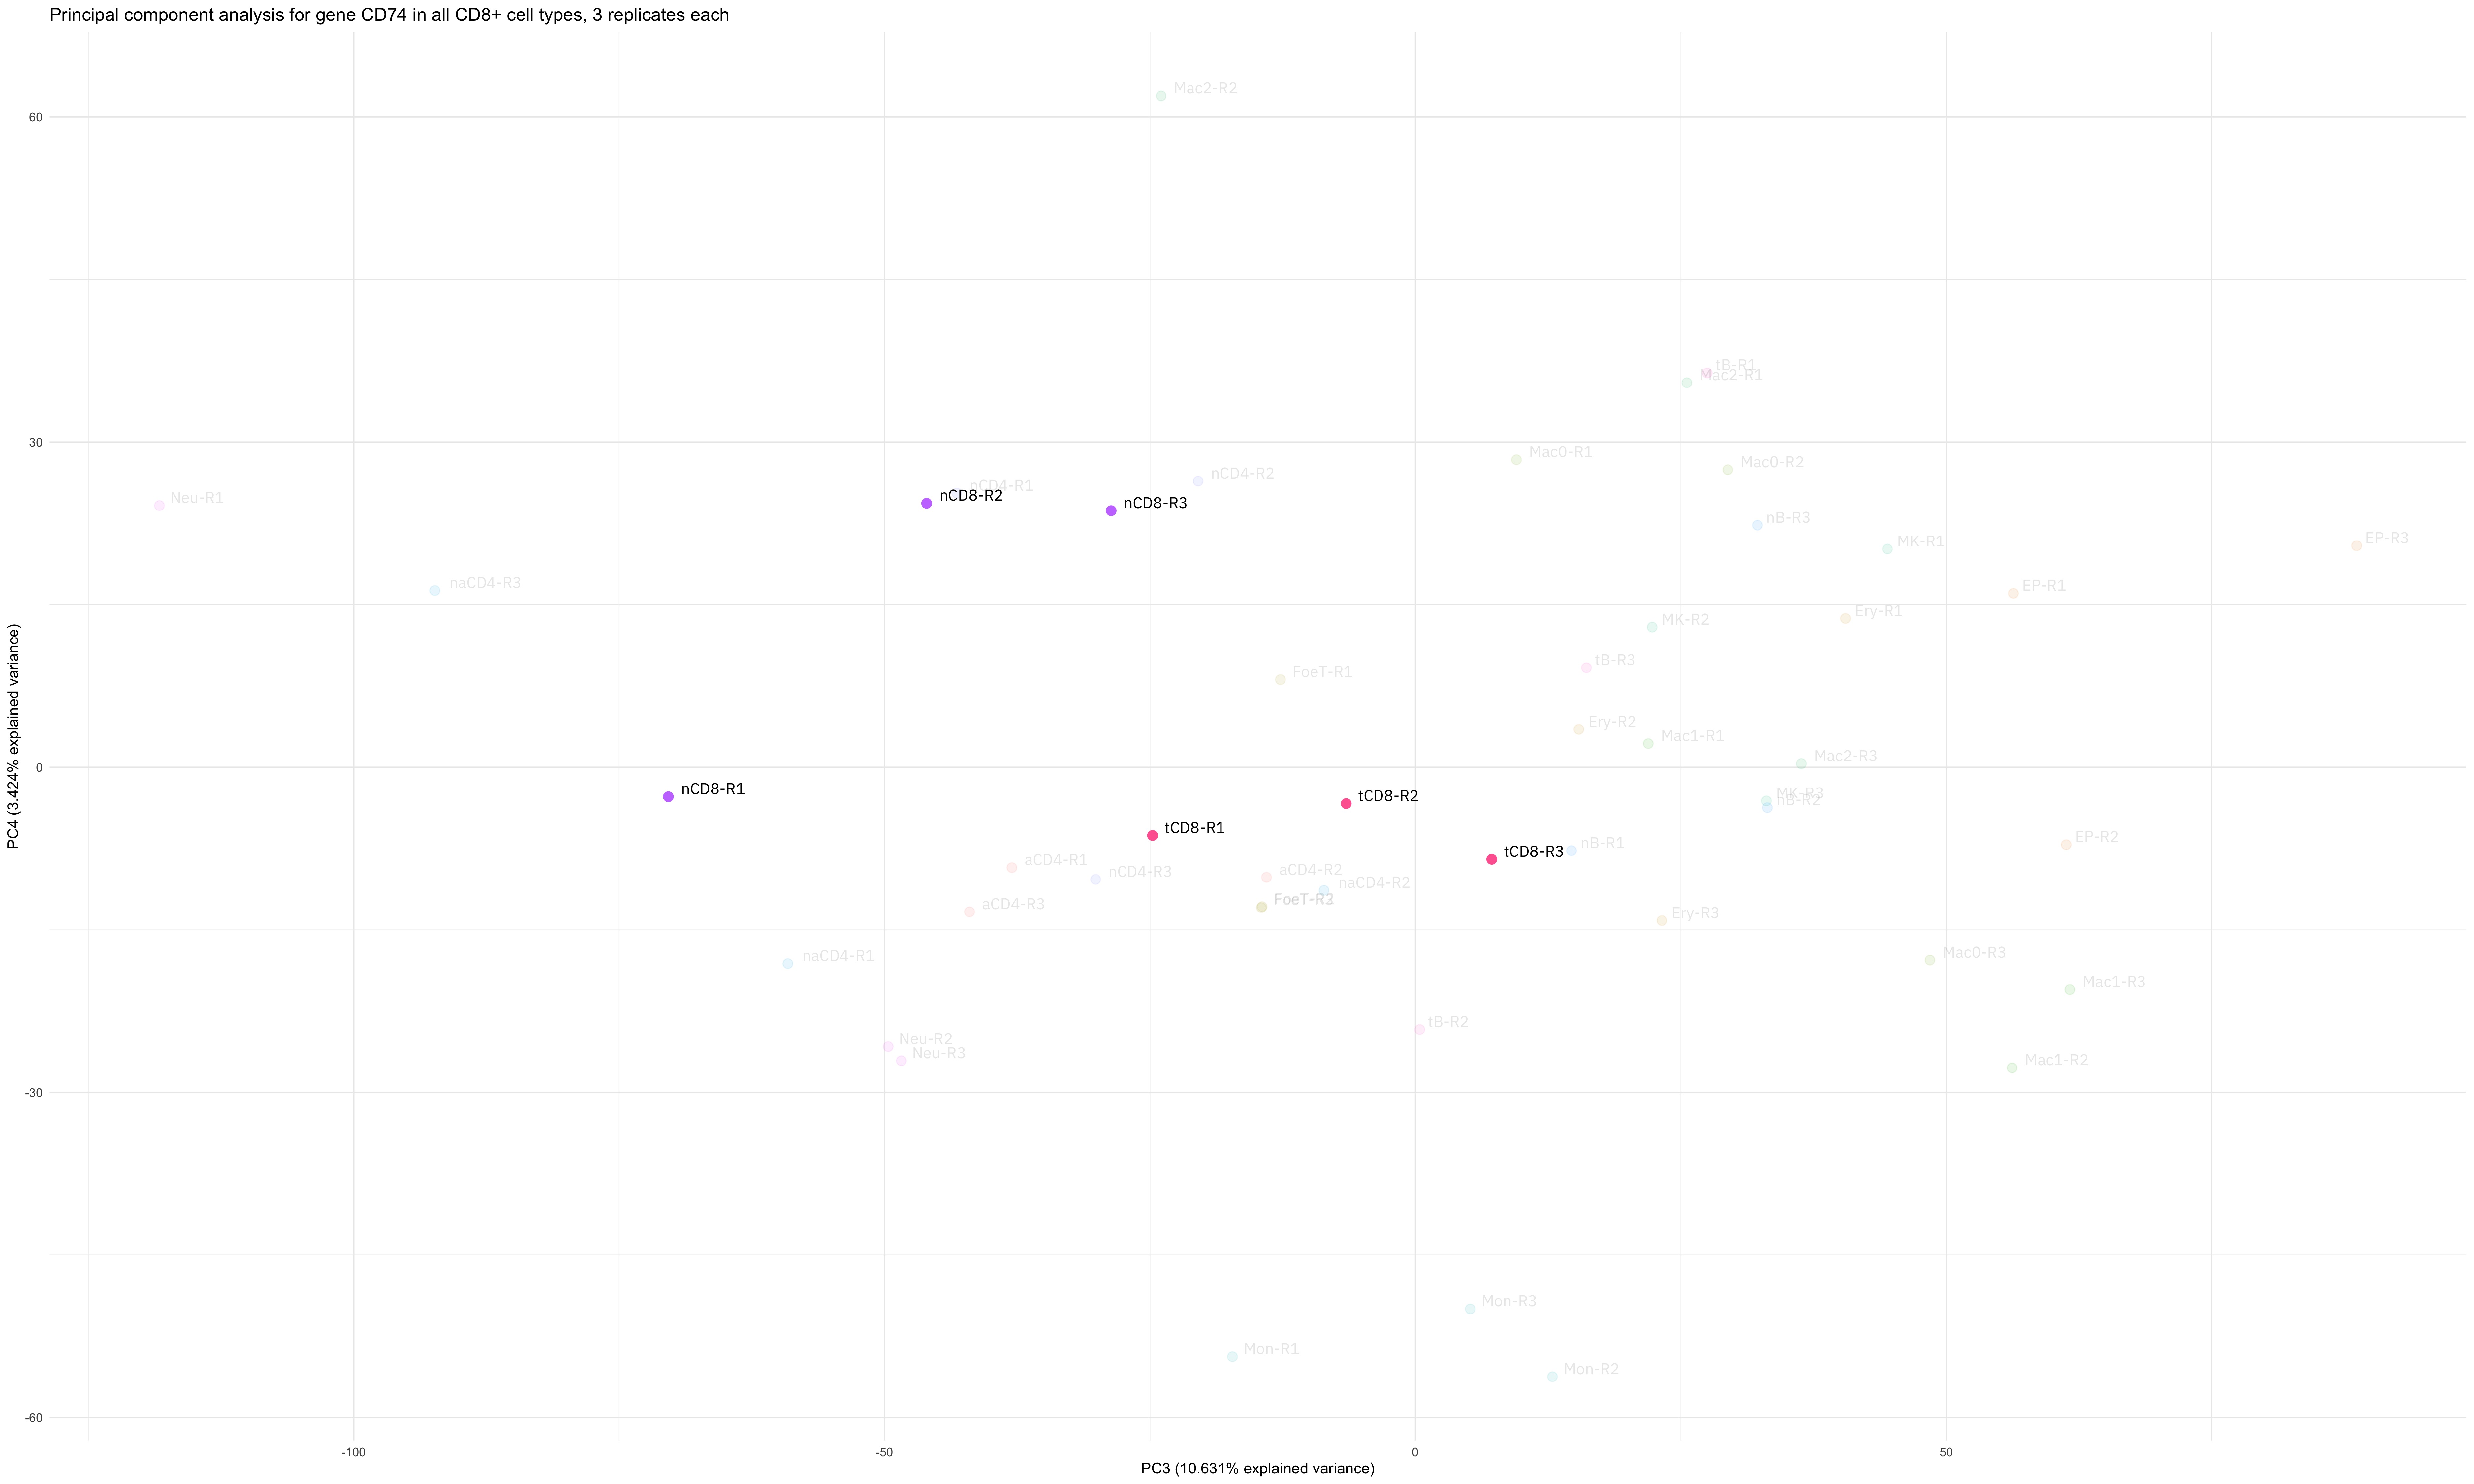 Principal component analysis for gene CD74 in all CD8+ cell types, 3 replicates each
Mac2-R2
60
tB-R1
Mac2-R1
30
Mac0-R1
Mac0-R2
nCD4-R2
nCD4-R1
Neu-R1
nCD8-R2
nCD8-R3
nB-R3
MK-R1
EP-R3
naCD4-R3
EP-R1
Ery-R1
MK-R2
tB-R3
FoeT-R1
Ery-R2
Mac1-R1
Mac2-R3
0
nCD8-R1
tCD8-R2
MK-R3
nB-R2
tCD8-R1
EP-R2
tCD8-R3
nB-R1
aCD4-R1
nCD4-R3
aCD4-R2
naCD4-R2
aCD4-R3
FoeT-R2
Ery-R3
naCD4-R1
Mac0-R3
Mac1-R3
tB-R2
Neu-R2
Neu-R3
Mac1-R2
-30
Mon-R3
Mon-R1
Mon-R2
-60
-100
-50
0
50
PC3 (10.631% explained variance)
PC4 (3.424% explained variance)